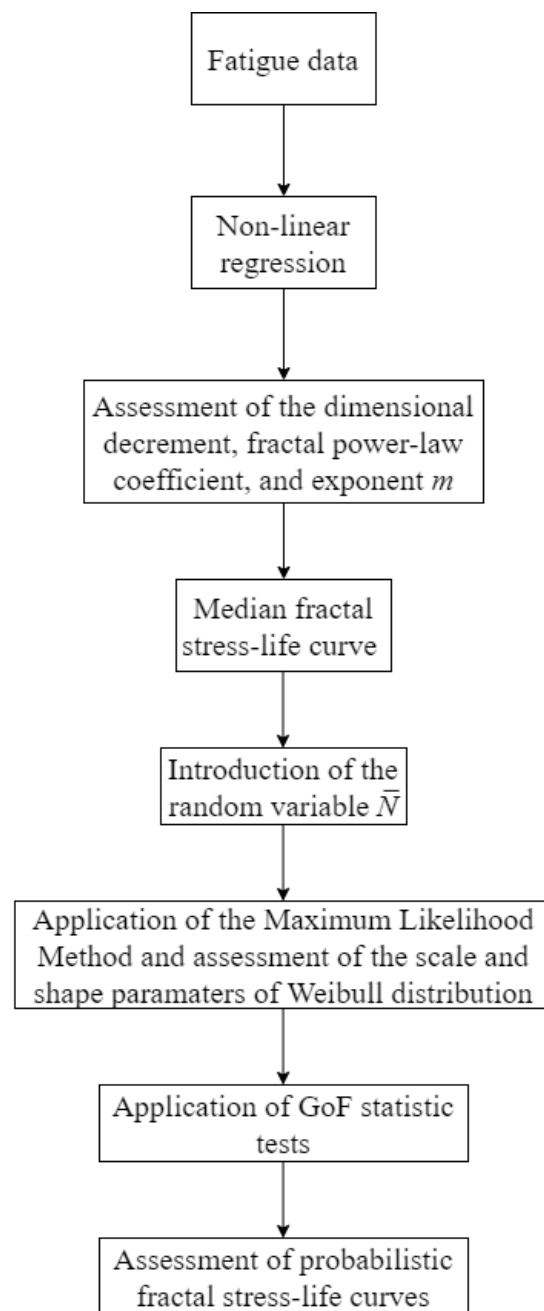 Fatigue data
Non-linear
regression
Assessment of the dimensional
decrement, fractal power-law
coefficient, and exponent m
Median fractal
stress-life curve
Introduction of the
random variable N̅
Application of the Maximum Likelihood
Method and assessment of the scale and
shape paramaters of Weibull distribution
Application of GoF statistic
tests
Assessment of probabilistic
fractal stress-life curves